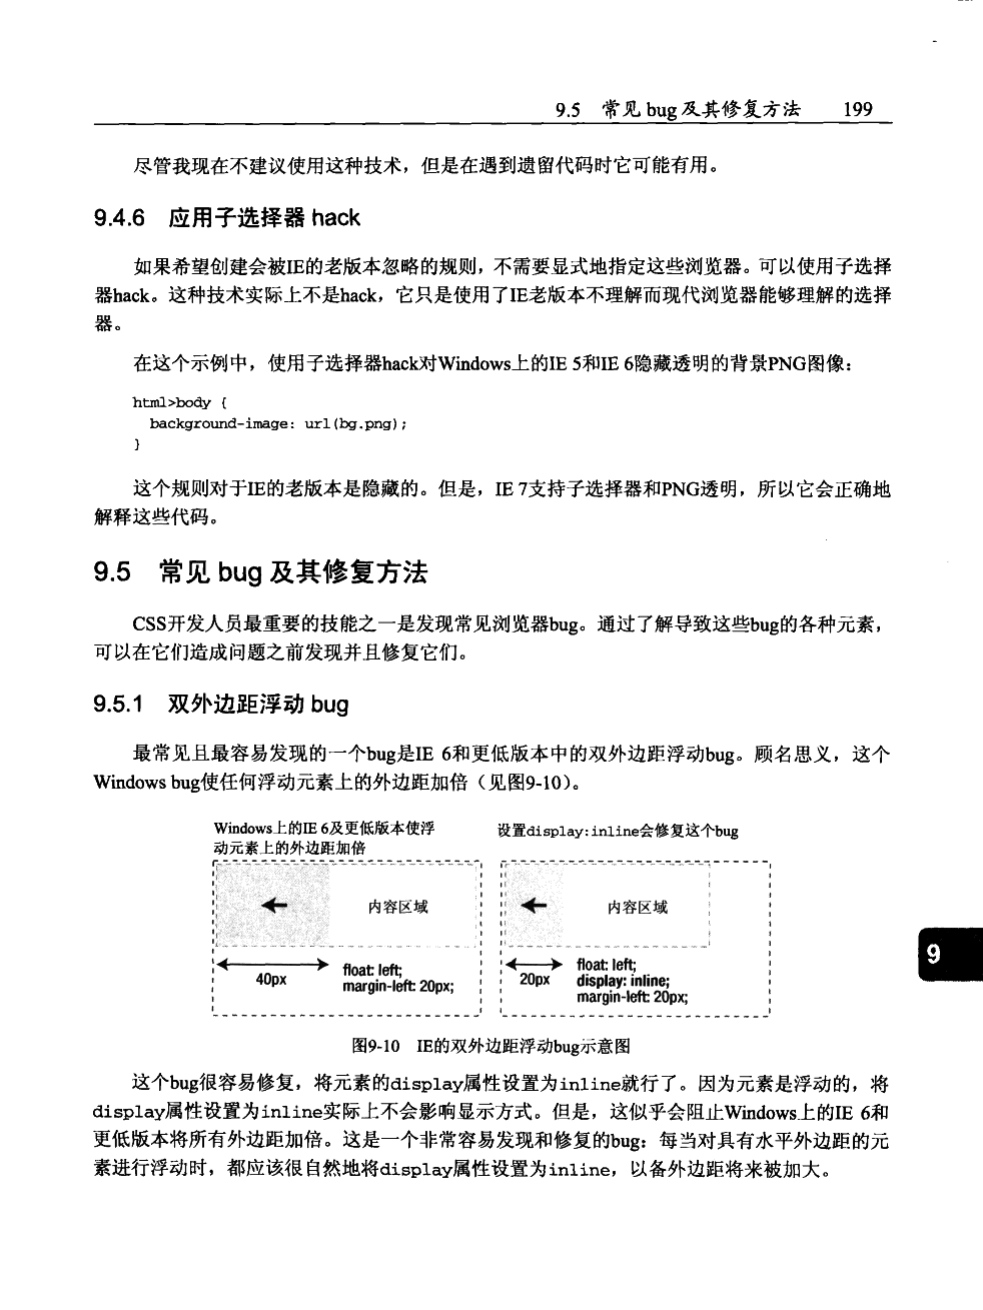 9.5 常见 bug 及其修复方法 199
尽管我现在不建议使用这种技术，但是在遇到遗留代码时它可能有用。
9.4.6 应用子选择器 hack
如果希望创建会被IE的老版本忽略的规则，不需要显式地指定这些浏览器。可以使用子选择
器hack。这种技术实际上不是hack，它只是使用了IE老版本不理解而现代浏览器能够理解的选择
器。
在这个示例中，使用子选择器hack对Windows上的IE 5和IE 6隐藏透明的背景PNG图像：
html>body {
background-image: url(bg.png);
}
这个规则对于IE的老版本是隐藏的。但是，IE 7支持子选择器和PNG透明，所以它会正确地
解释这些代码。
9.5 常见 bug 及其修复方法
CSS开发人员最重要的技能之一是发现常见浏览器bug。通过了解导致这些bug的各种元素，
可以在它们造成问题之前发现并且修复它们。
9.5.1 双外边距浮动 bug
最常见且最容易发现的一个bug是IE 6和更低版本中的双外边距浮动bug。顾名思义，这个
Windows bug使任何浮动元素上的外边距加倍（见图9-10）。
Windows上的IE 6及更低版本使浮
动元素上的外边距加倍
内容区域
40px
float: left;
margin-left: 20px;
设置display:inline会修复这个bug
内容区域
20px
float: left;
display: inline;
margin-left: 20px;
9
图9-10 IE的双外边距浮动bug示意图
这个bug很容易修复，将元素的display属性设置为inline就行了。因为元素是浮动的，将
display属性设置为inline实际上不会影响显示方式。但是，这似乎会阻止Windows上的IE 6和
更低版本将所有外边距加倍。这是一个非常容易发现和修复的bug：每当对具有水平外边距的元
素进行浮动时，都应该很自然地将display属性设置为inline，以备外边距将来被加大。